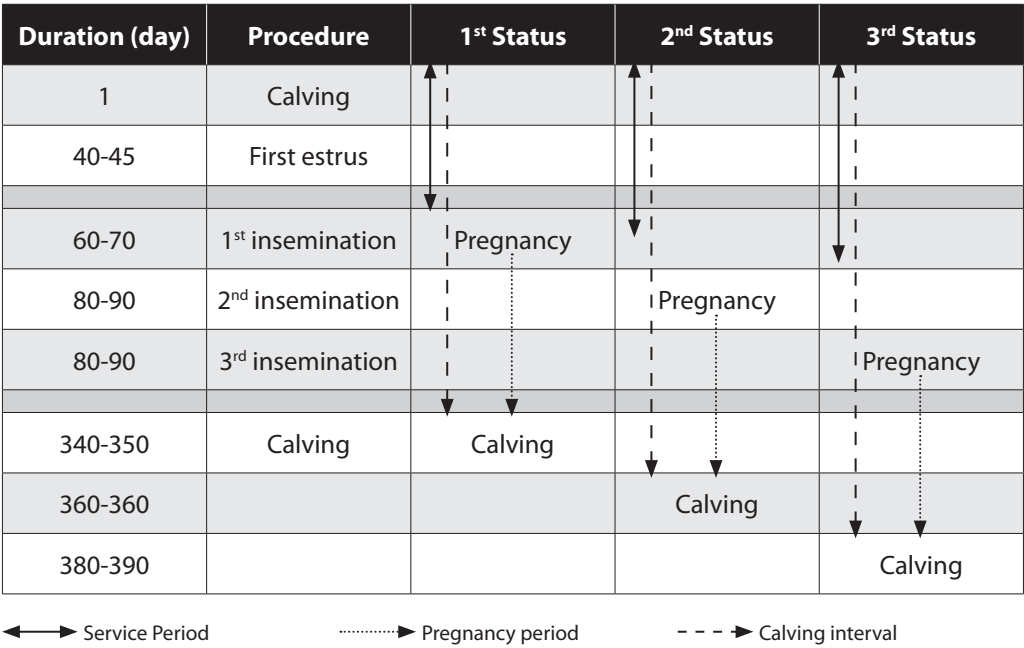 Duration (day) Procedure 1st Status 2nd Status 3rd Status
1 Calving
40-45 First estrus
60-70 1st insemination Pregnancy
80-90 2nd insemination Pregnancy
80-90 3rd insemination Pregnancy
340-350 Calving Calving
360-360 Calving
380-390 Calving
Service Period Pregnancy period Calving interval